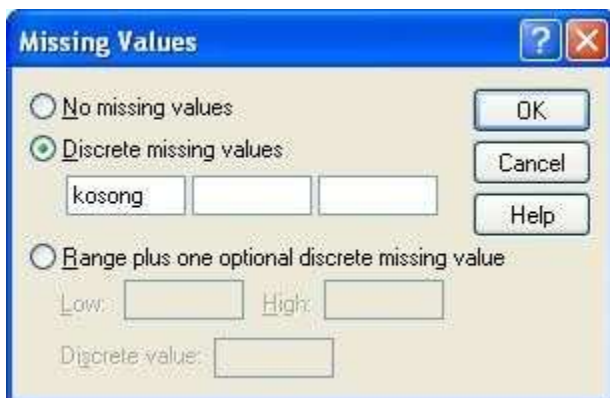 Missing Values
No missing values
OK
Discrete missing values
Cancel
kosong
Help
Range plus one optional discrete missing value
Low:
High:
Discrete value: